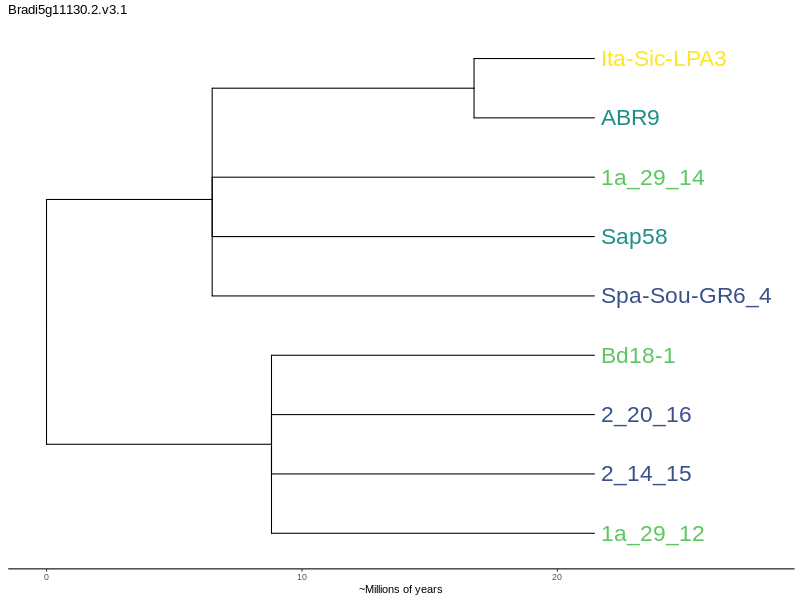 Bradi5g11130.2.v3.1
Ita-Sic-LPA3
ABR9
1a_29_14
Sap58
Spa-Sou-GR6_4
Bd18-1
2_20_16
2_14_15
1a_29_12
0 10 20
~Millions of years